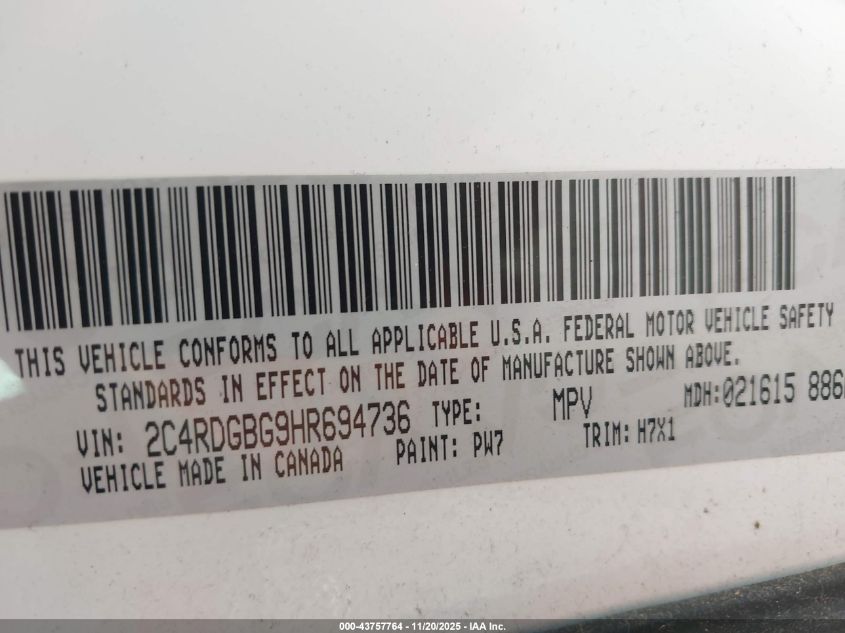 THIS VEHICLE CONFORMS TO ALL APPLICABLE U.S.A. FEDERAL MOTOR VEHICLE SAFETY
STANDARDS IN EFFECT ON THE DATE OF MANUFACTURE SHOWN ABOVE.
VIN: 2C4RDGBG9HR694736 TYPE: MPV MDH:021615 886
VEHICLE MADE IN CANADA PAINT: PW7 TRIM: H7X1
000-43757764 - 11/20/2025 - IAA Inc.